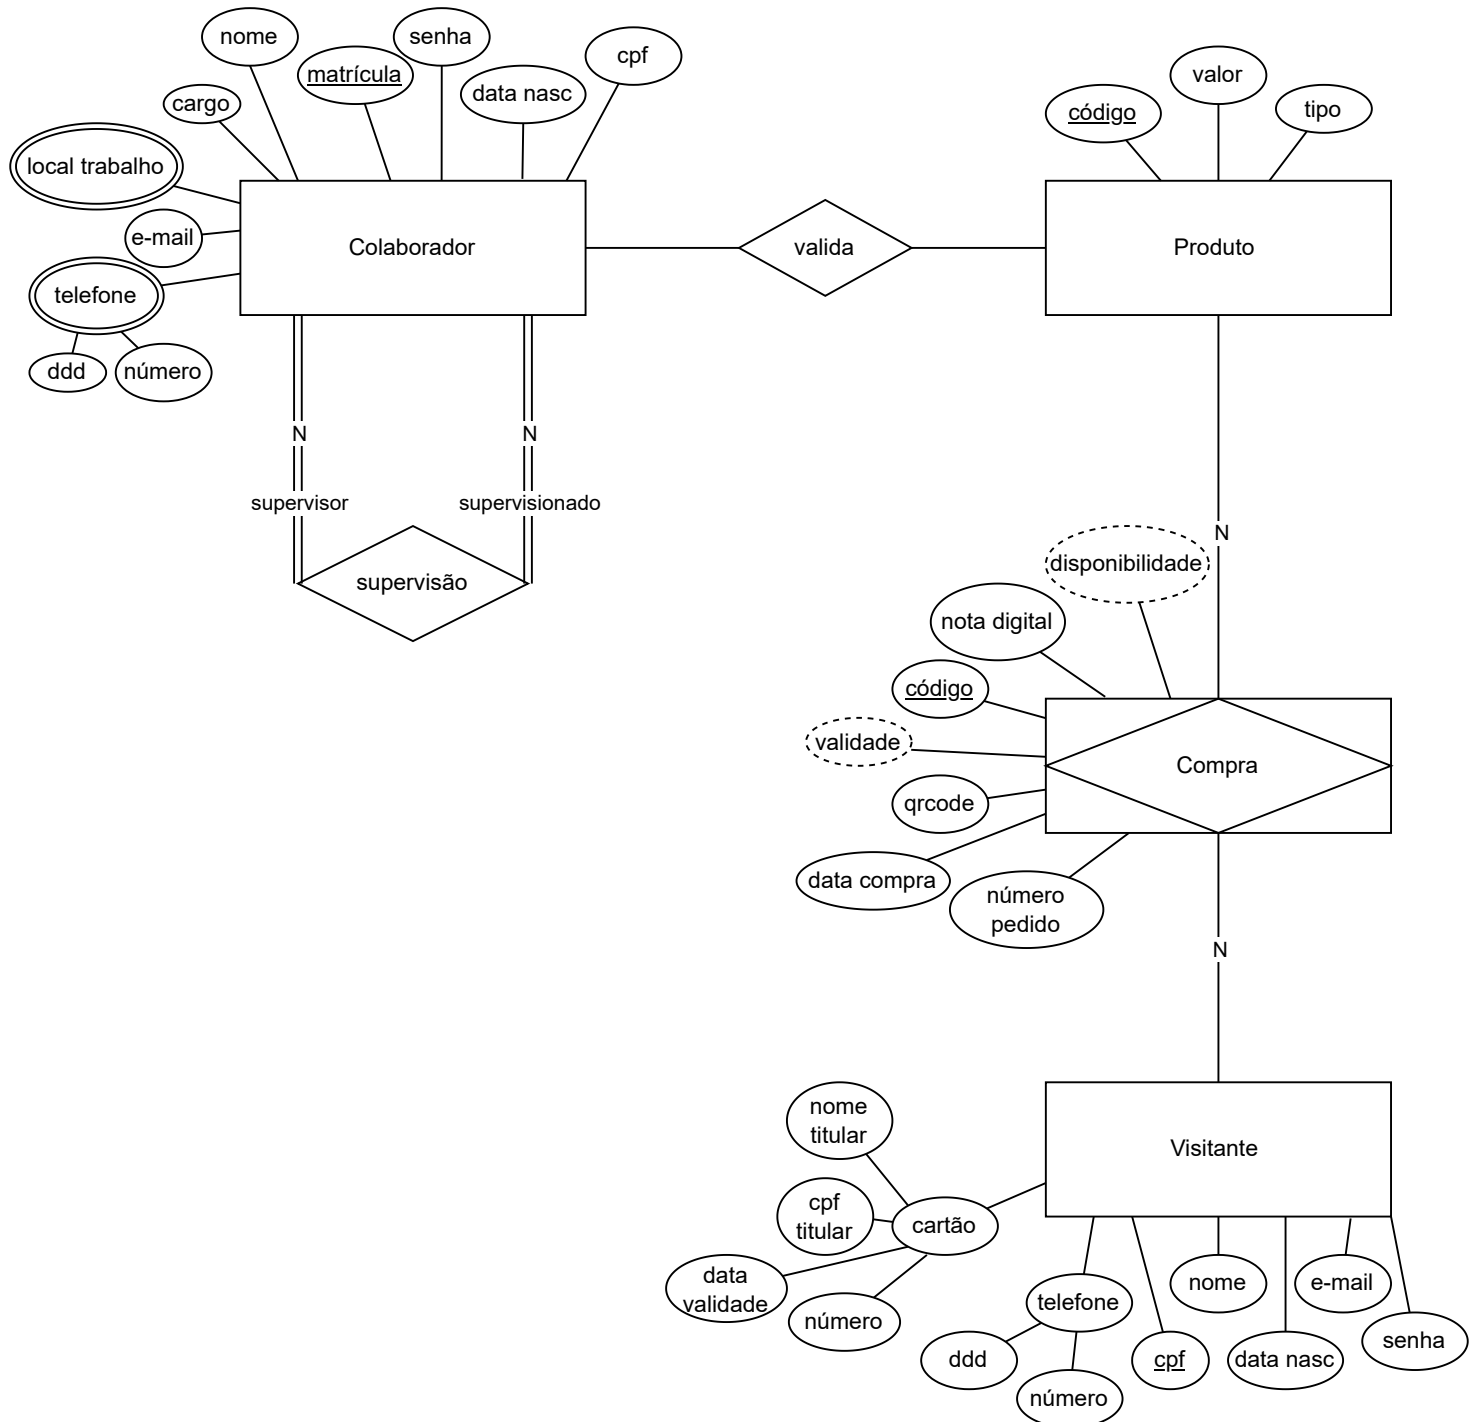 nome
senha
cpf
matrícula
data nasc
cargo
local trabalho
e-mail
telefone
ddd
número
Colaborador
valida
valor
código
tipo
Produto
N
N
supervisor
supervisionado
supervisão
N
disponibilidade
nota digital
código
validade
qrcode
data compra
número
pedido
Compra
N
Visitante
nome
titular
cpf
titular
cartão
data
validade
número
telefone
ddd
número
cpf
nome
data nasc
e-mail
senha